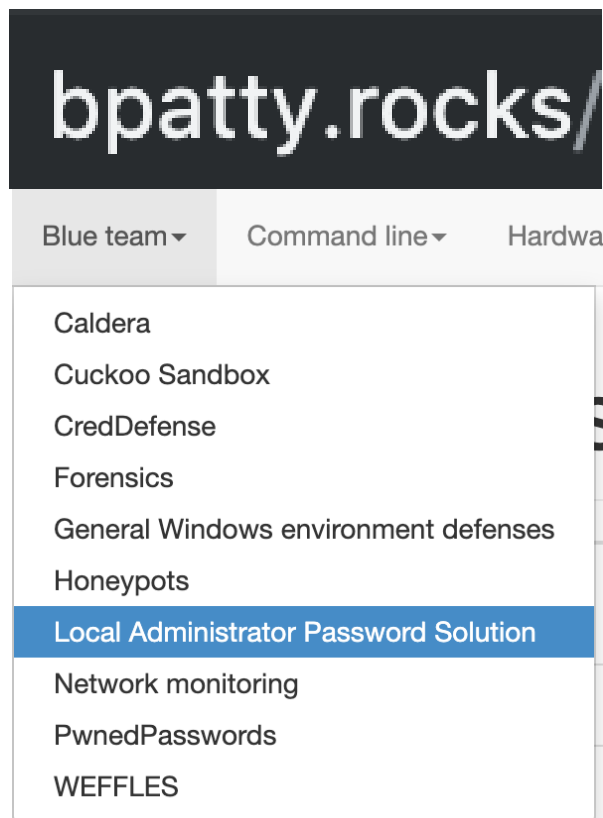 bpatty.rocks/
Blue team Command line Hardwa
Caldera
Cuckoo Sandbox
CredDefense
Forensics
General Windows environment defenses
Honeypots
Local Administrator Password Solution
Network monitoring
PwnedPasswords
WEFFLES